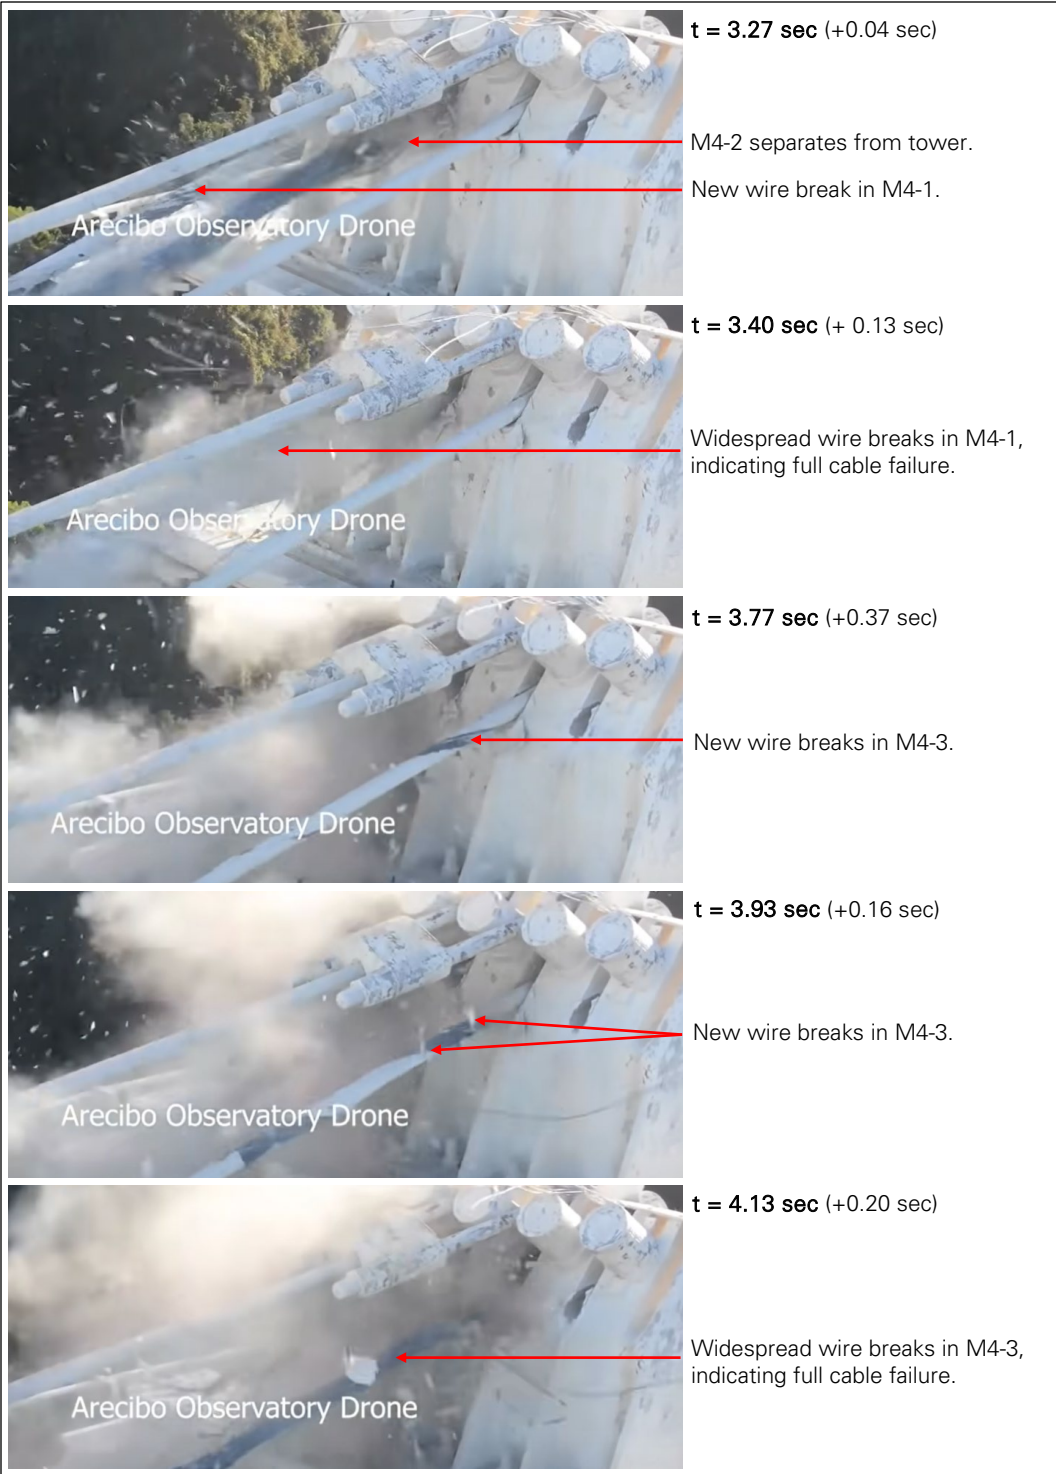 t = 3.27 sec (+0.04 sec)
M4-2 separates from tower.
New wire break in M4-1.
Arecibo Observatory Drone
t = 3.40 sec (+ 0.13 sec)
Widespread wire breaks in M4-1,
indicating full cable failure.
Arecibo Observatory Drone
t = 3.77 sec (+0.37 sec)
New wire breaks in M4-3.
Arecibo Observatory Drone
t = 3.93 sec (+0.16 sec)
New wire breaks in M4-3.
Arecibo Observatory Drone
t = 4.13 sec (+0.20 sec)
Widespread wire breaks in M4-3,
indicating full cable failure.
Arecibo Observatory Drone